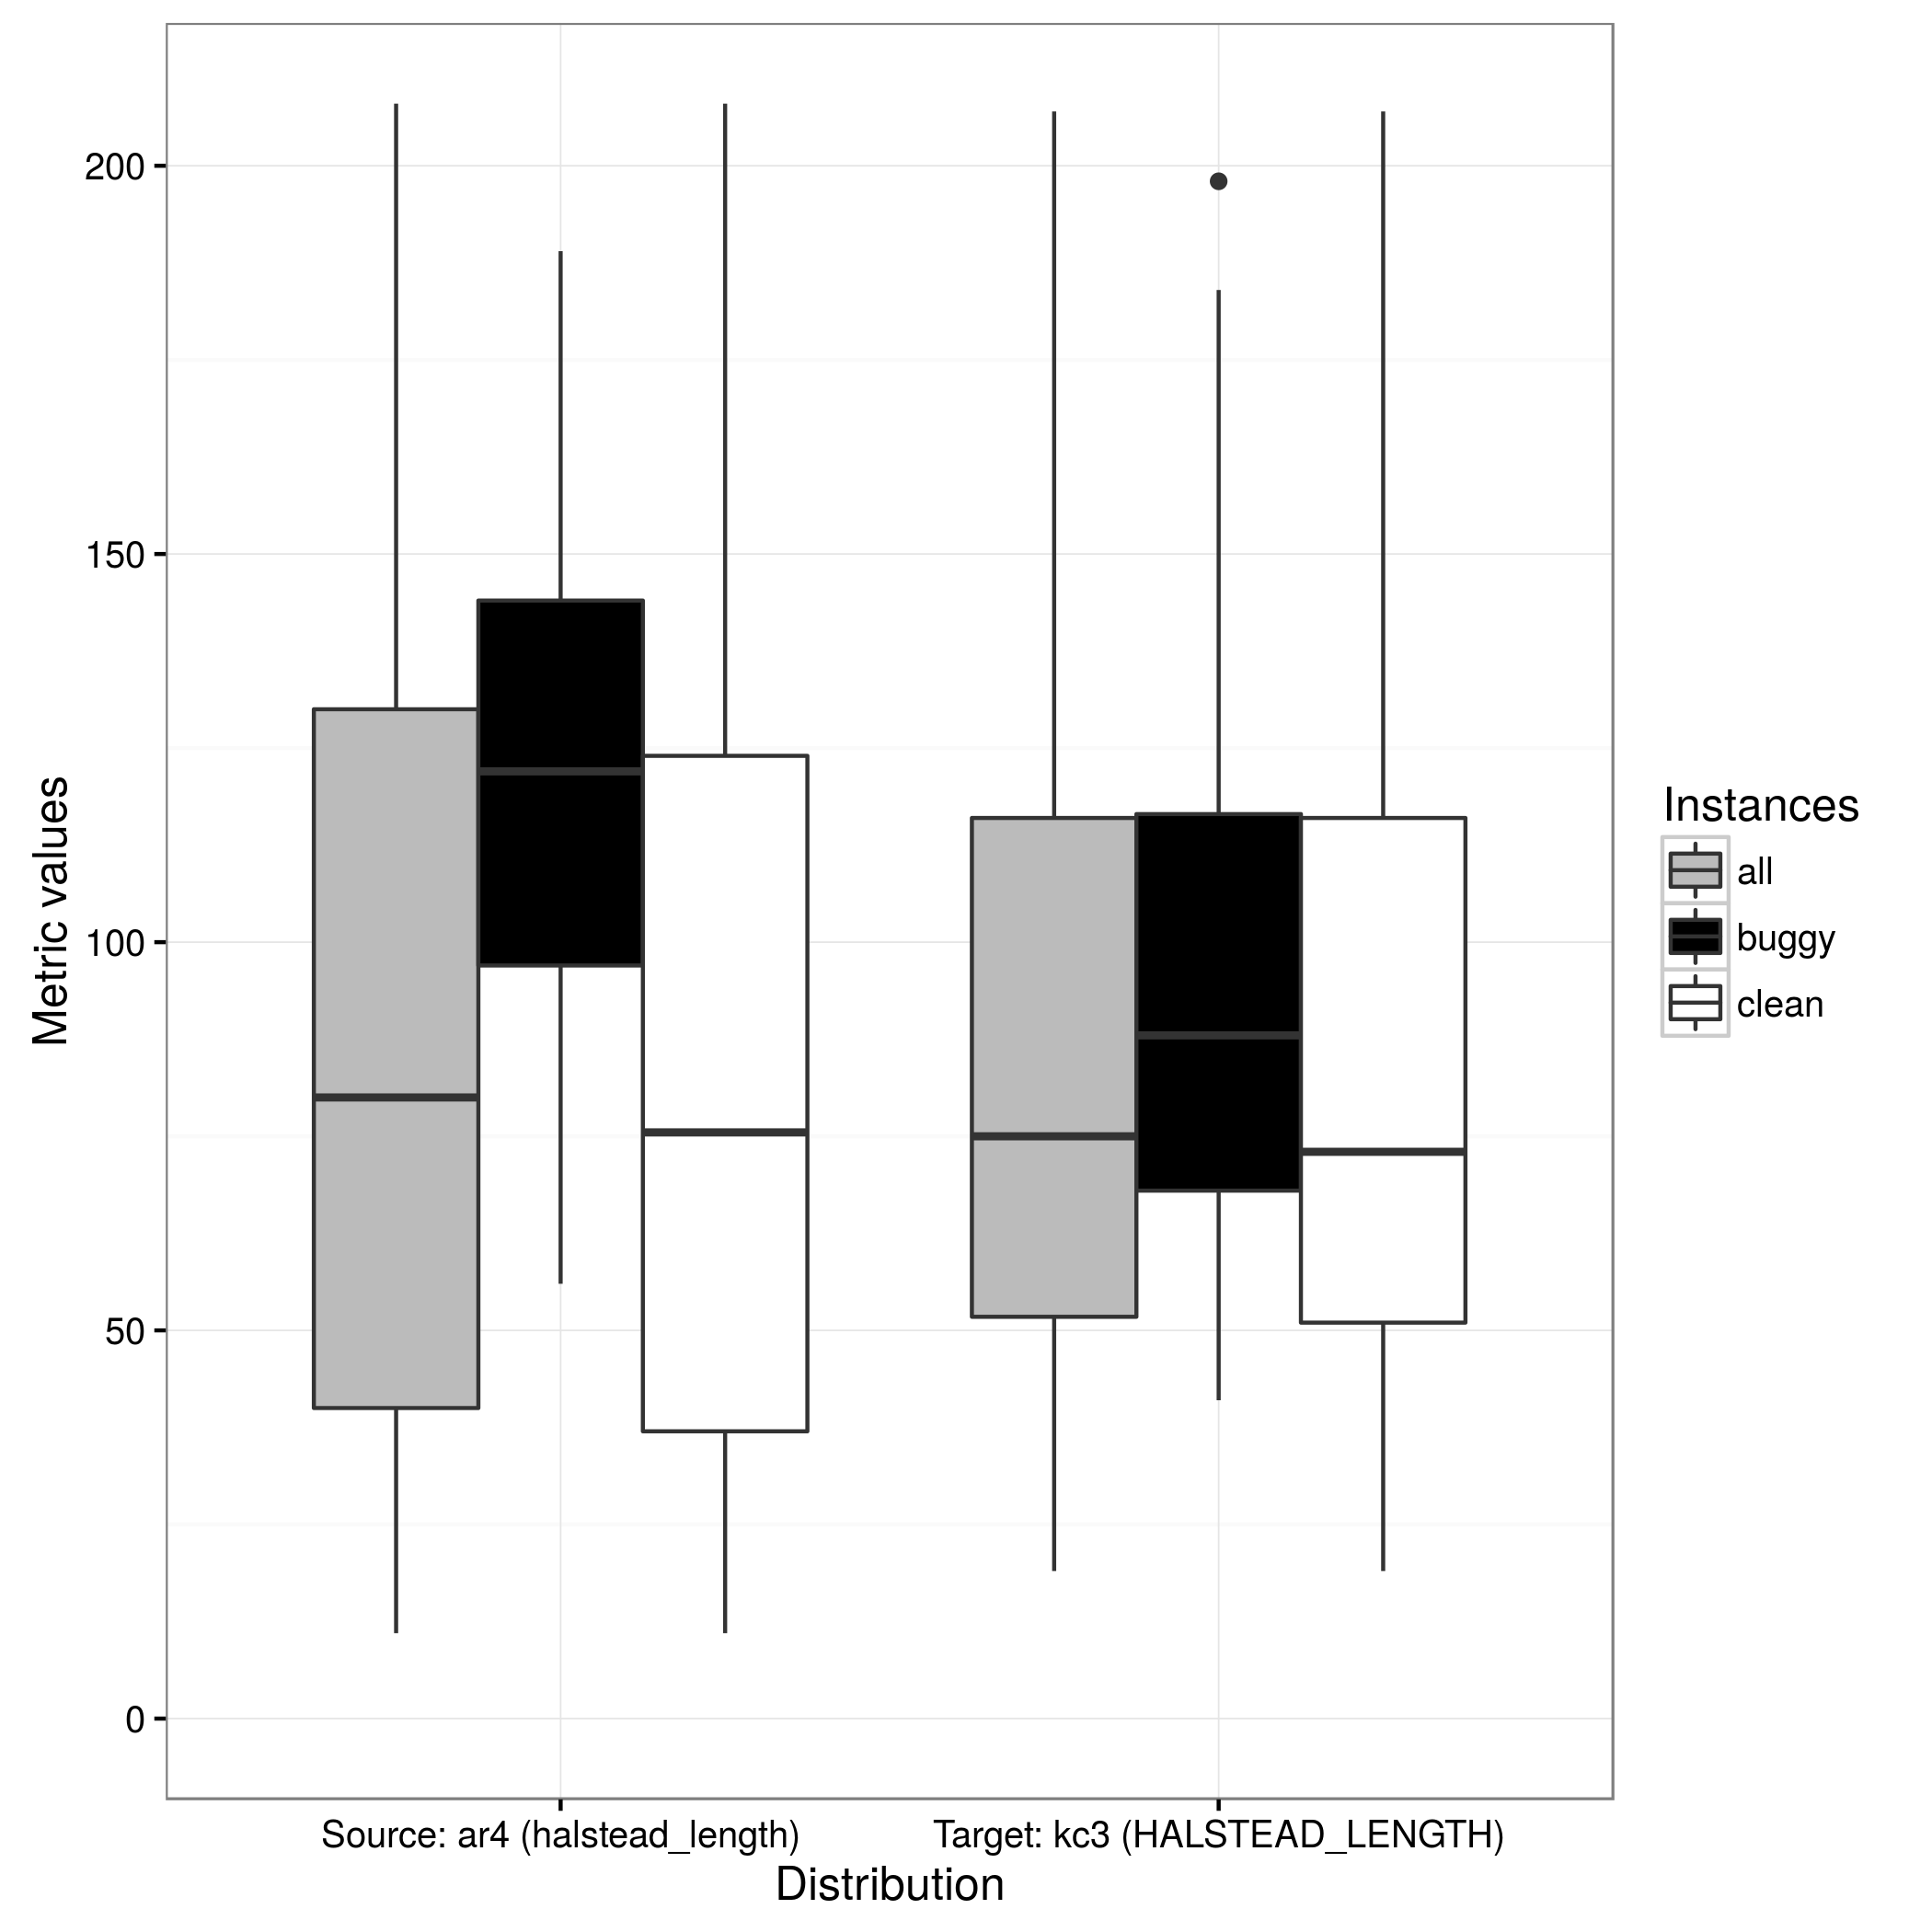 Metric values
200
150
100
50
0
Source: ar4 (halstead_length)
Target: kc3 (HALSTEAD_LENGTH)
Distribution
Instances
all
buggy
clean